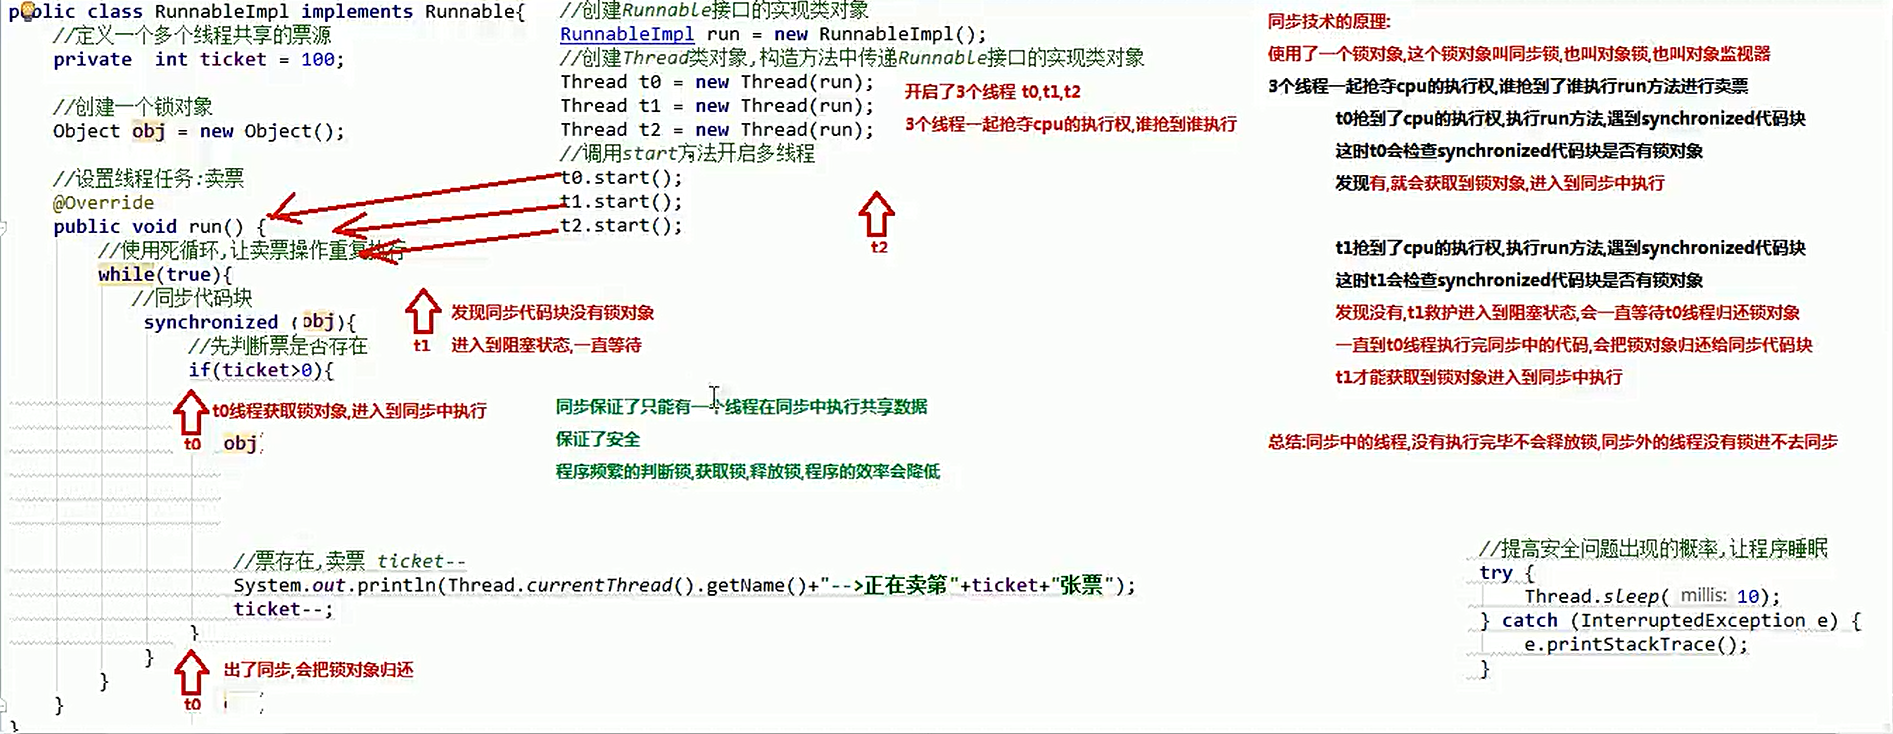 public class RunnableImpl implements Runnable{
//定义一个多个线程共享的票源
private int ticket = 100;
//创建一个锁对象
Object obj = new Object();
//设置线程任务:卖票
@Override
public void run() {
//使用死循环,让卖票操作重复执行
while(true){
//同步代码块
synchronized (obj){
//先判断票是否存在
if(ticket>0){
t0线程获取锁对象,进入到同步中执行
t0
obj
//票存在,卖票 ticket--
System.out.println(Thread.currentThread().getName()+"-->正在卖第"+ticket+"张票");
ticket--;
}
}
}
}
}
出了同步,会把锁对象归还
t0
//创建Runnable接口的实现类对象
RunnableImpl run = new RunnableImpl();
//创建Thread类对象,构造方法中传递Runnable接口的实现类对象
Thread t0 = new Thread(run);
Thread t1 = new Thread(run);
Thread t2 = new Thread(run);
//调用start方法开启多线程
t0.start();
t1.start();
t2.start();
开启了3个线程 t0,t1,t2
3个线程一起抢夺cpu的执行权,谁抢到谁执行
t2
发现同步代码块没有锁对象
进入到阻塞状态,一直等待
t1
同步保证了只能有一个线程在同步中执行共享数据
保证了安全
程序频繁的判断锁,获取锁,释放锁,程序的效率会降低
同步技术的原理:
使用了一个锁对象,这个锁对象叫同步锁,也叫对象锁,也叫对象监视器
3个线程一起抢夺cpu的执行权,谁抢到了谁执行run方法进行卖票
t0抢到了cpu的执行权,执行run方法,遇到synchronized代码块
这时t0会检查synchronized代码块是否有锁对象
发现有,就会获取到锁对象,进入到同步中执行
t1抢到了cpu的执行权,执行run方法,遇到synchronized代码块
这时t1会检查synchronized代码块是否有锁对象
发现没有,t1救护进入到阻塞状态,会一直等待t0线程归还锁对象
一直到t0线程执行完同步中的代码,会把锁对象归还给同步代码块
t1才能获取到锁对象进入到同步中执行
总结:同步中的线程,没有执行完毕不会释放锁,同步外的线程没有锁进不去同步
//提高安全问题出现的概率,让程序睡眠
try {
Thread.sleep( millis: 10);
} catch (InterruptedException e) {
e.printStackTrace();
}